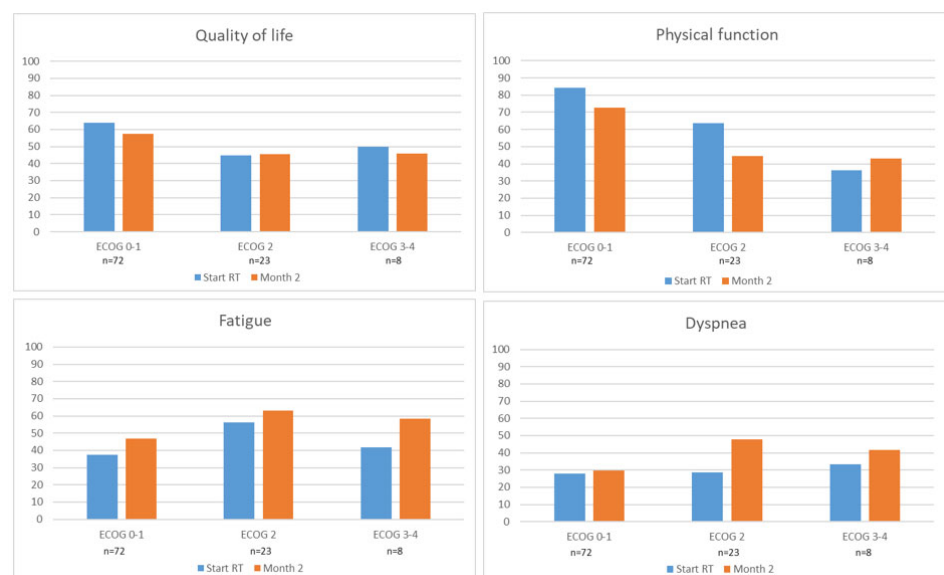 Quality of life
100
90
80
70
60
50
40
30
20
10
0
ECOG 0-1
ECOG 2
ECOG 3-4
n=72
n=23
n=8
Start RT
Month 2
Physical function
100
90
80
70
60
50
40
30
20
10
0
ECOG 0-1
ECOG 2
ECOG 3-4
n=72
n=23
n=8
Start RT
Month 2
Fatigue
100
90
80
70
60
50
40
30
20
10
0
ECOG 0-1
ECOG 2
ECOG 3-4
n=72
n=23
n=8
Start RT
Month 2
Dyspnea
100
90
80
70
60
50
40
30
20
10
0
ECOG 0-1
ECOG 2
ECOG 3-4
n=72
n=23
n=8
Start RT
Month 2